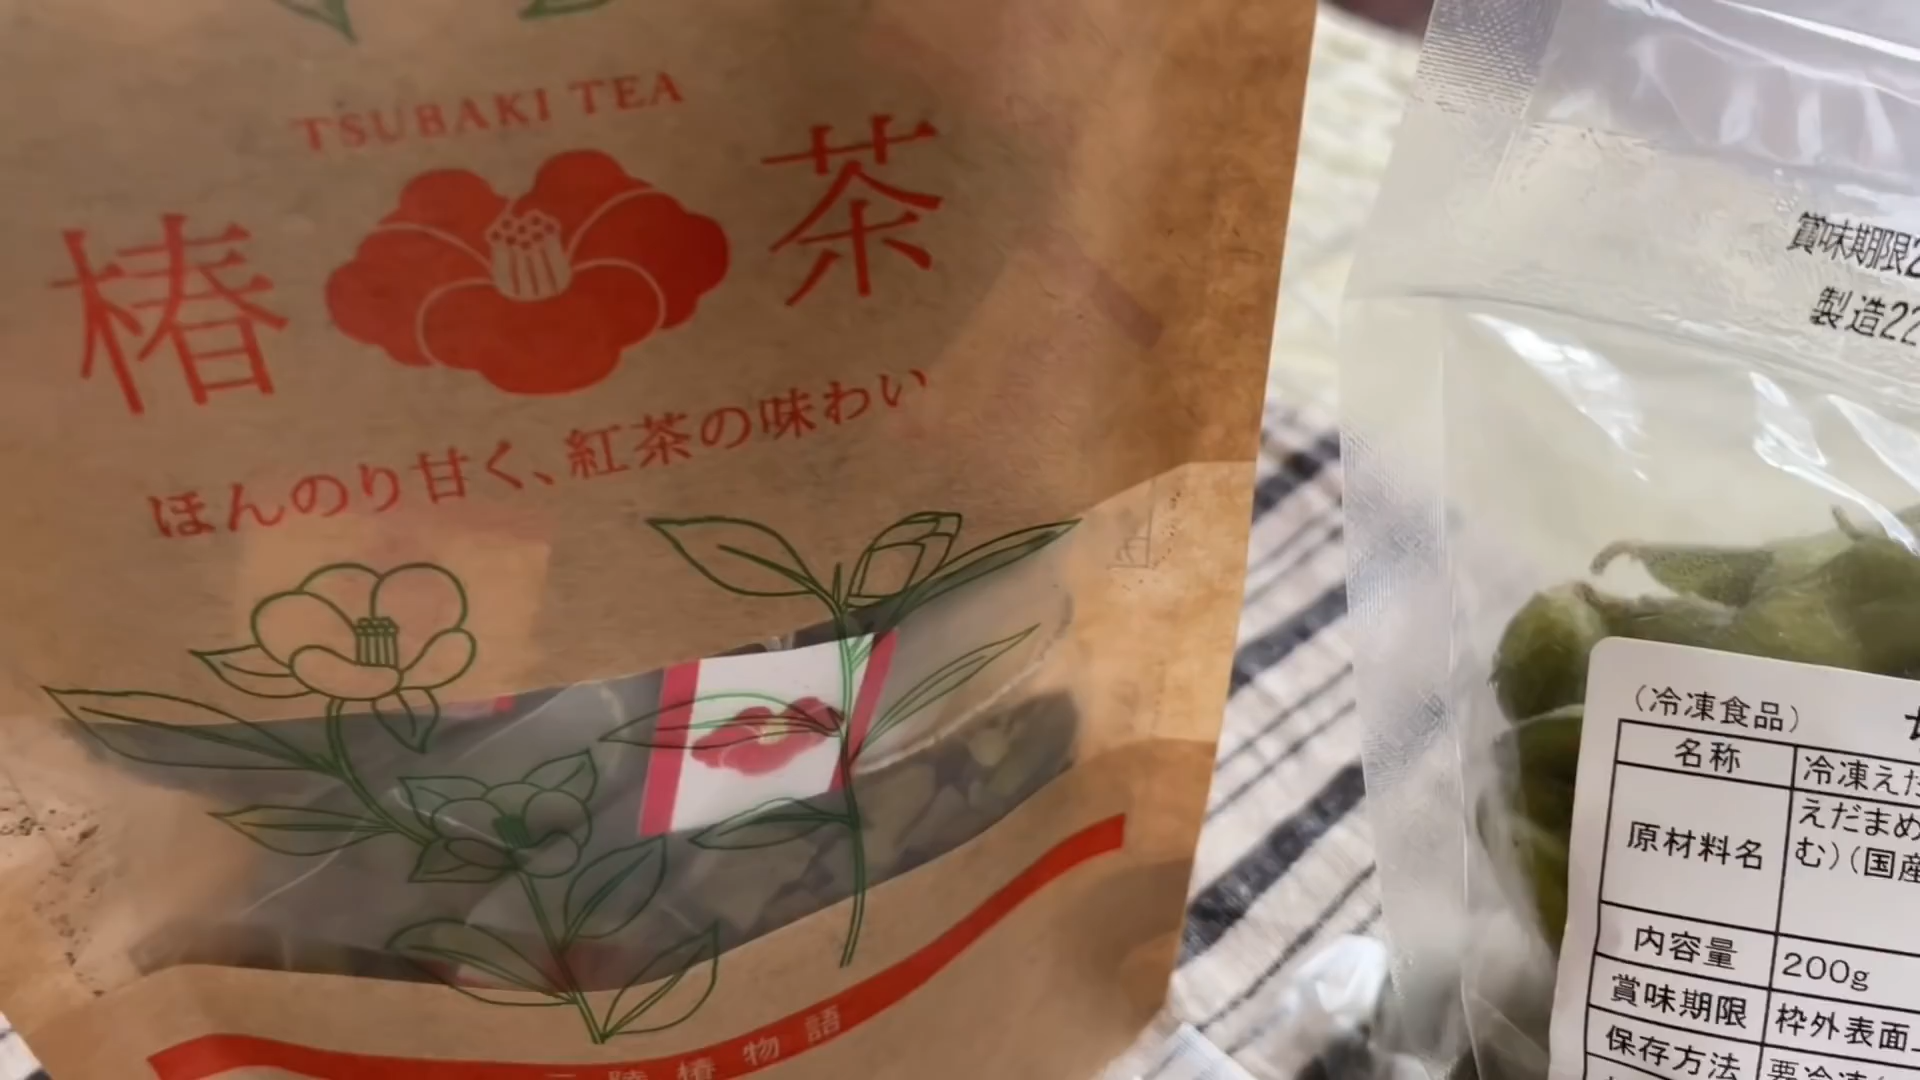 TSUBAKI TEA
椿 茶
ほんのり甘く、紅茶の味わい
陸 椿 物 語
賞味期限2
製造22
（冷凍食品）
名称 冷凍えだ
原材料名 えだまめ
む）（国産
内容量 200g
賞味期限 枠外表面
保存方法 要冷凍